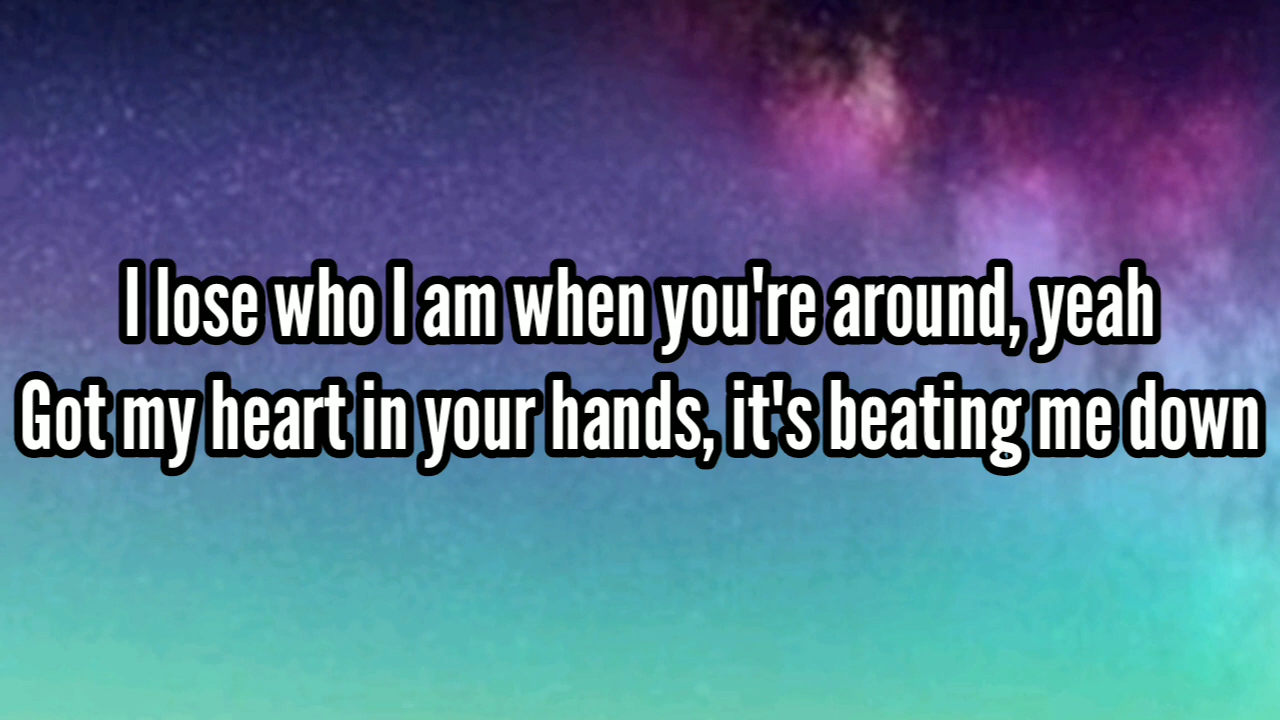 I lose who I am when you're around, yeah
Got my heart in your hands, it's beating me down